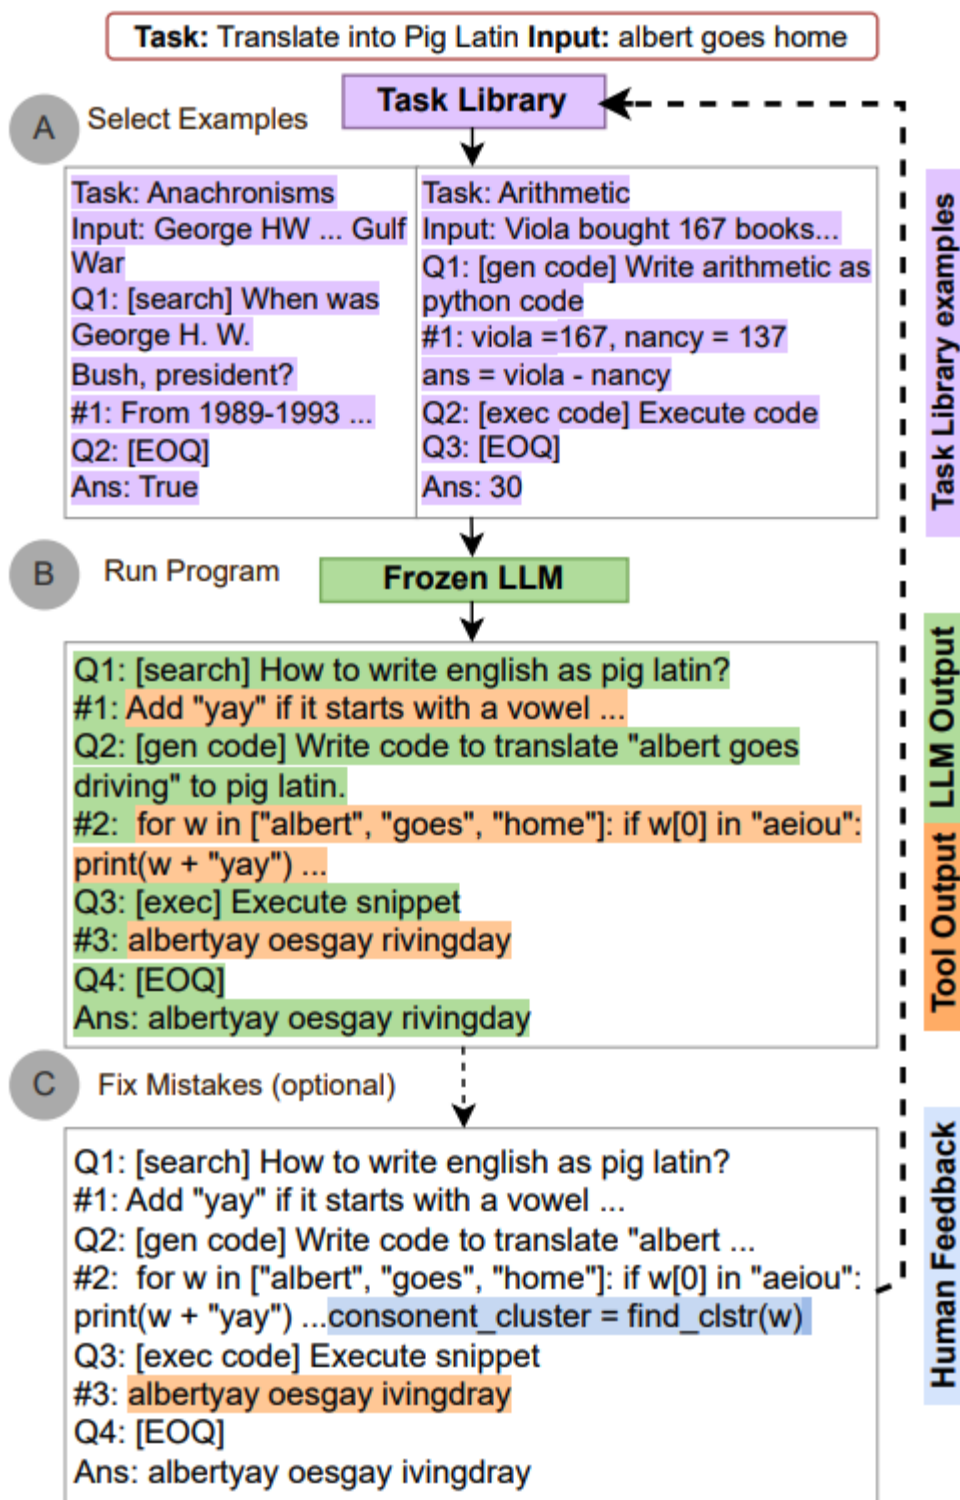 Task: Translate into Pig Latin Input: albert goes home
Task Library
A
Select Examples
Task: Anachronisms
Input: George HW ... Gulf
War
Q1: [search] When was
George H. W.
Bush, president?
#1: From 1989-1993 ...
Q2: [EOQ]
Ans: True
Task: Arithmetic
Input: Viola bought 167 books...
Q1: [gen code] Write arithmetic as
python code
#1: viola =167, nancy = 137
ans = viola - nancy
Q2: [exec code] Execute code
Q3: [EOQ]
Ans: 30
Task Library examples
B
Run Program
Frozen LLM
Q1: [search] How to write english as pig latin?
#1: Add "yay" if it starts with a vowel ...
Q2: [gen code] Write code to translate "albert goes
driving" to pig latin.
#2: for w in ["albert", "goes", "home"]: if w[0] in "aeiou":
print(w + "yay") ...
Q3: [exec] Execute snippet
#3: albertyay oesgay rivingday
Q4: [EOQ]
Ans: albertyay oesgay rivingday
LLM Output
Tool Output
C
Fix Mistakes (optional)
Q1: [search] How to write english as pig latin?
#1: Add "yay" if it starts with a vowel ...
Q2: [gen code] Write code to translate "albert ...
#2: for w in ["albert", "goes", "home"]: if w[0] in "aeiou":
print(w + "yay") ...consonent_cluster = find_clstr(w)
Q3: [exec code] Execute snippet
#3: albertyay oesgay ivingdray
Q4: [EOQ]
Ans: albertyay oesgay ivingdray
Human Feedback